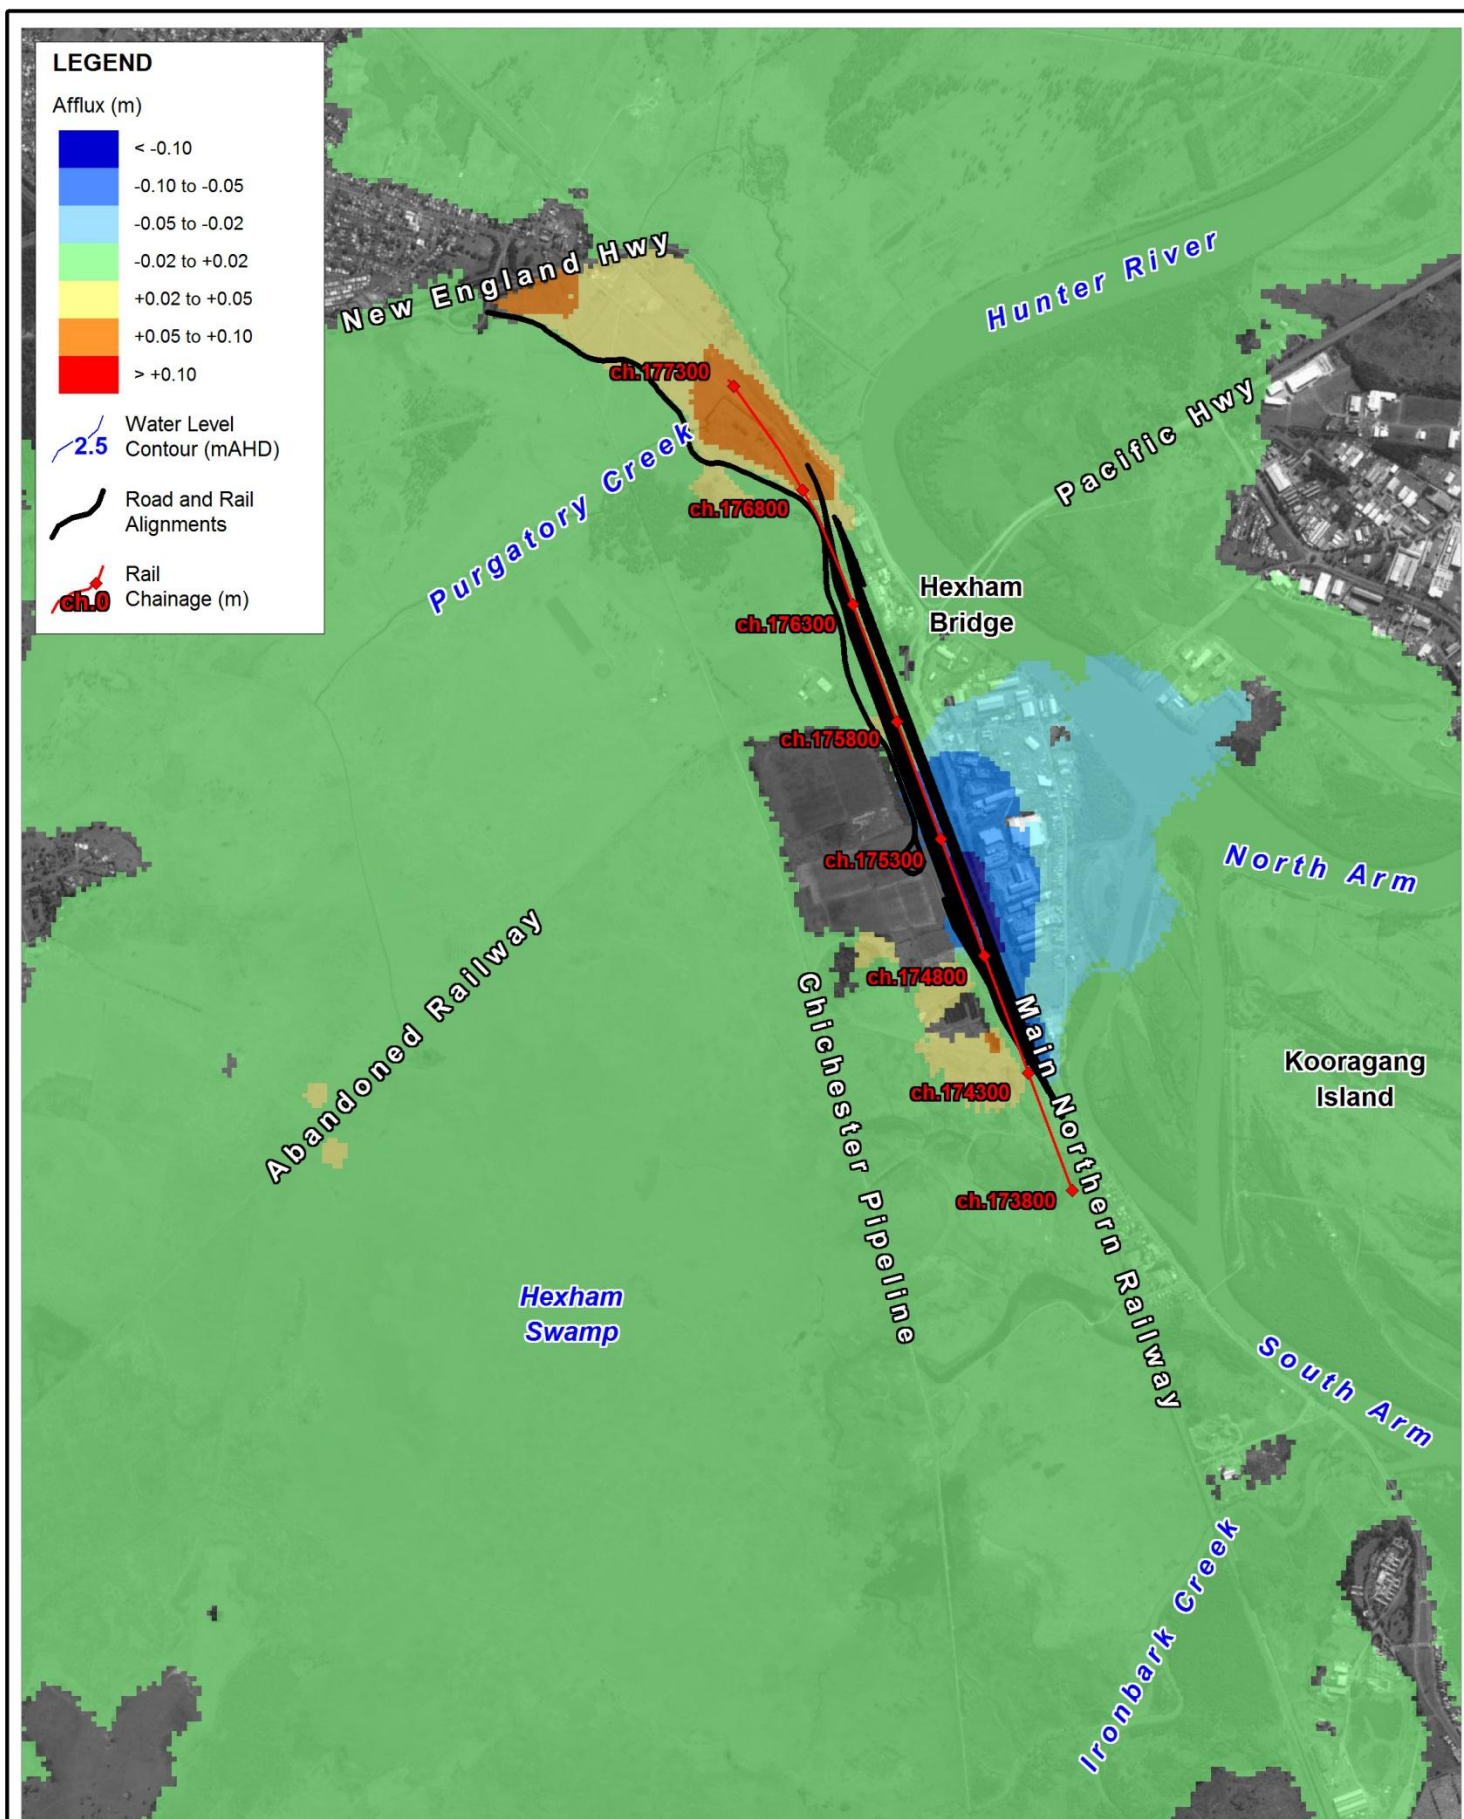 LEGEND
Afflux (m)
< -0.10
-0.10 to -0.05
-0.05 to -0.02
-0.02 to +0.02
+0.02 to +0.05
+0.05 to +0.10
> +0.10
2.5
Water Level
Contour (mAHD)
Road and Rail
Alignments
ch.0
Rail
Chainage (m)
New England Hwy
Hunter River
ch.177300
Pacific Hwy
Purgatory Creek
ch.176800
Hexham
Bridge
ch.176300
ch.175800
ch.175300
North Arm
Abandoned Railway
ch.174800
Chichester Pipeline
Main Northern Railway
Kooragang
Island
ch.174300
ch.173800
Hexham
Swamp
South Arm
Ironbark Creek